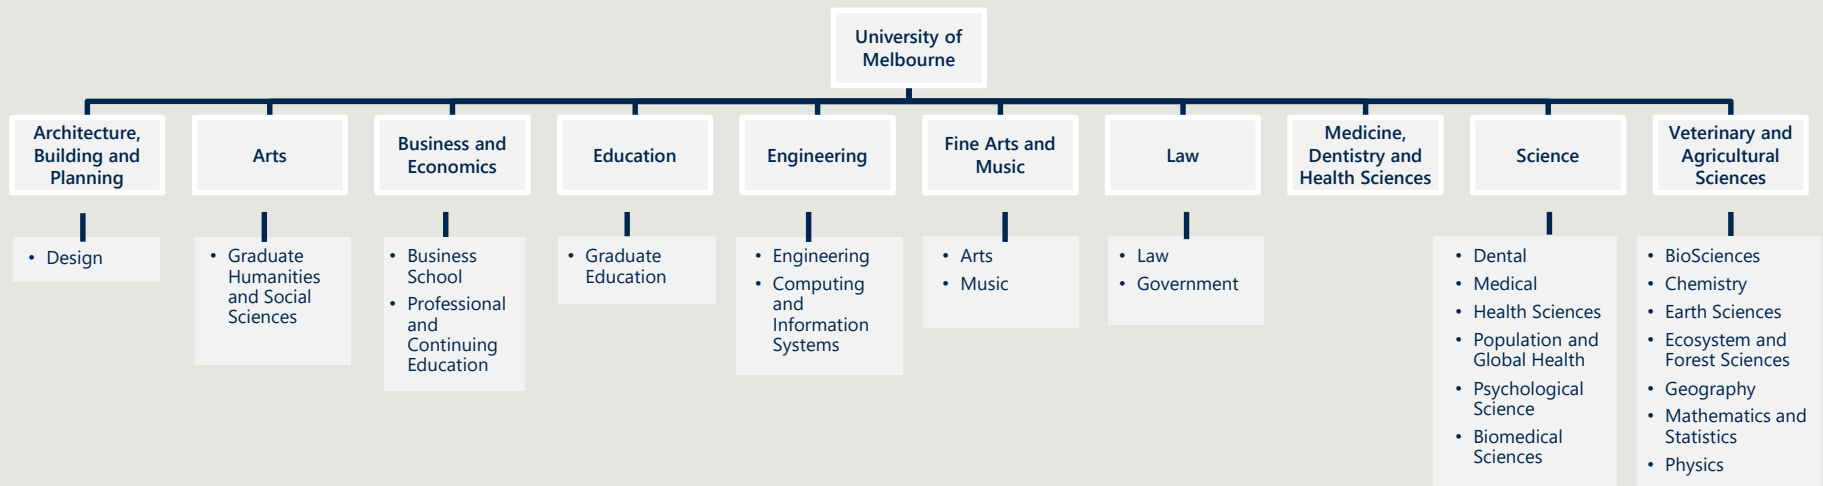 University of
Melbourne
Architecture,
Building and
Planning
Arts
Business and
Economics
Education
Engineering
Fine Arts and
Music
Law
Medicine,
Dentistry and
Health Sciences
Science
Veterinary and
Agricultural
Sciences
• Design
• Graduate
Humanities
and Social
Sciences
• Business
School
• Professional
and
Continuing
Education
• Graduate
Education
• Engineering
• Computing
and
Information
Systems
• Arts
• Music
• Law
• Government
• Dental
• Medical
• Health Sciences
• Population and
Global Health
• Psychological
Science
• Biomedical
Sciences
• BioSciences
• Chemistry
• Earth Sciences
• Ecosystem and
Forest Sciences
• Geography
• Mathematics and
Statistics
• Physics